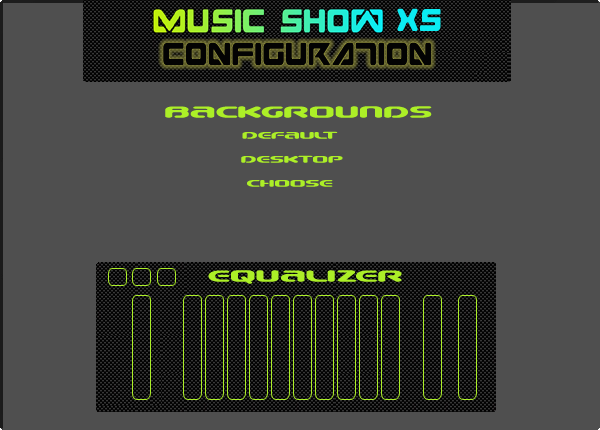 MUSIC SHOW XS
CONFIGURATION
BACKGROUNDS
DEFAULT
DESKTOP
CHOOSE
EQUALIZER